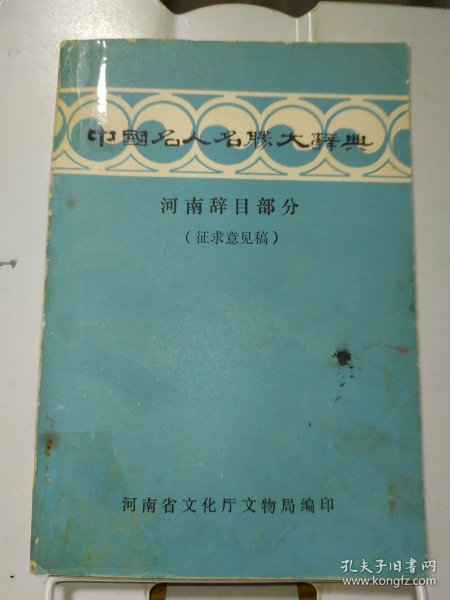 中國名人名勝大辭典
河南辞目部分
（征求意见稿）
河南省文化厅文物局编印
孔夫子旧书网
www.kongfz.com